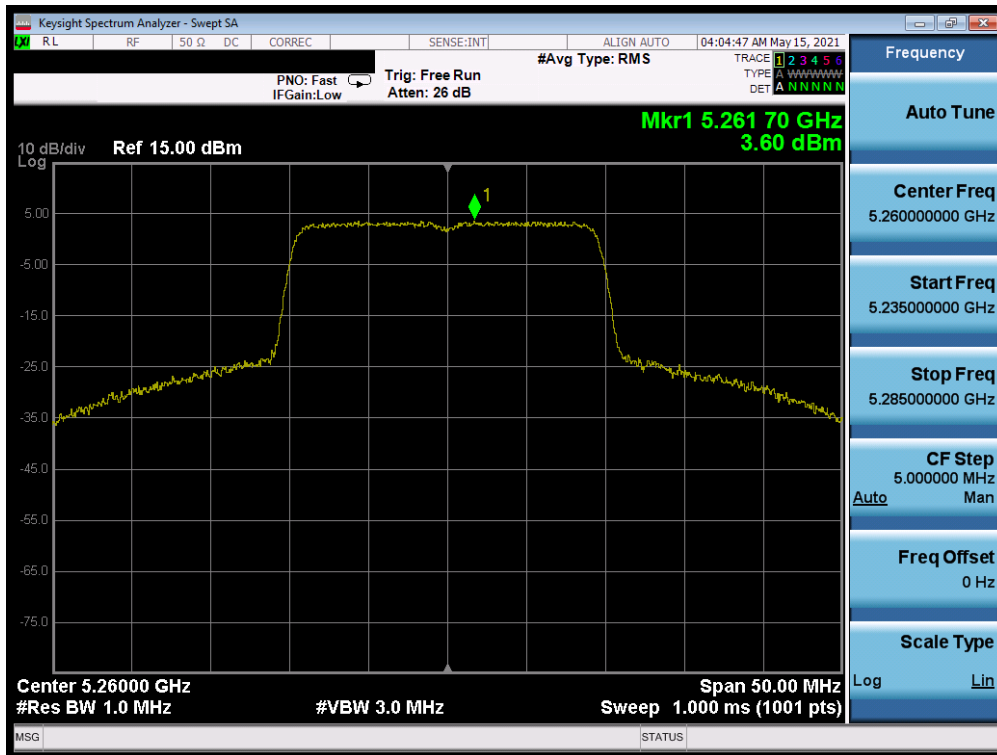 Keysight Spectrum Analyzer - Swept SA
LXI RL RF 50 Ω DC CORREC SENSE:INT ALIGN AUTO 04:04:47 AM May 15, 2021
#Avg Type: RMS TRACE 1 2 3 4 5 6
PNO: Fast Trig: Free Run TYPE A WWWWW
IFGain:Low Atten: 26 dB DET A N N N N N
Mkr1 5.261 70 GHz
3.60 dBm
10 dB/div Ref 15.00 dBm
Log
1
5.00
-5.00
-15.0
-25.0
-35.0
-45.0
-55.0
-65.0
-75.0
Center 5.26000 GHz Span 50.00 MHz
#Res BW 1.0 MHz #VBW 3.0 MHz Sweep 1.000 ms (1001 pts)
MSG STATUS
Frequency
Auto Tune
Center Freq
5.260000000 GHz
Start Freq
5.235000000 GHz
Stop Freq
5.285000000 GHz
CF Step
5.000000 MHz
Auto Man
Freq Offset
0 Hz
Scale Type
Log Lin